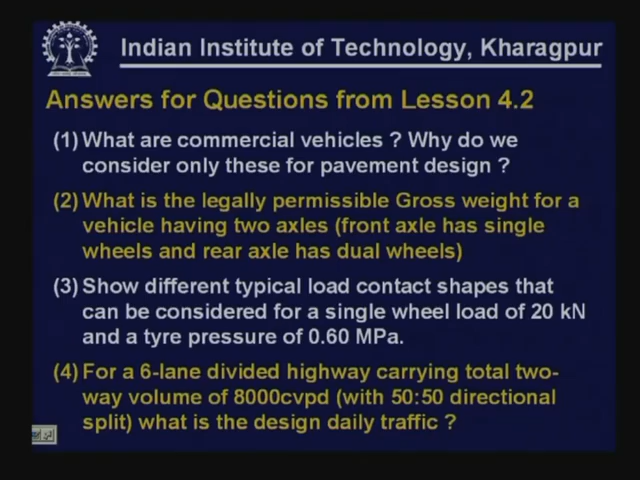 Indian Institute of Technology, Kharagpur
Answers for Questions from Lesson 4.2
(1) What are commercial vehicles ? Why do we
consider only these for pavement design ?
(2) What is the legally permissible Gross weight for a
vehicle having two axles (front axle has single
wheels and rear axle has dual wheels)
(3) Show different typical load contact shapes that
can be considered for a single wheel load of 20 kN
and a tyre pressure of 0.60 MPa.
(4) For a 6-lane divided highway carrying total two-
way volume of 8000cvpd (with 50:50 directional
split) what is the design daily traffic ?